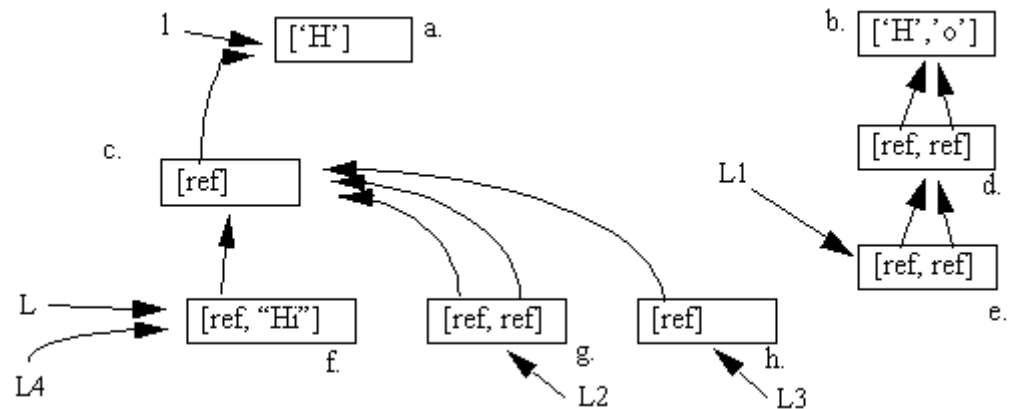 l
[‘H’]
a.
b.
[‘H’,’o’]
c.
[ref]
[ref, ref]
d.
L1
[ref, ref]
e.
L
[ref, “Hi”]
f.
[ref, ref]
g.
[ref]
h.
L4
L2
L3